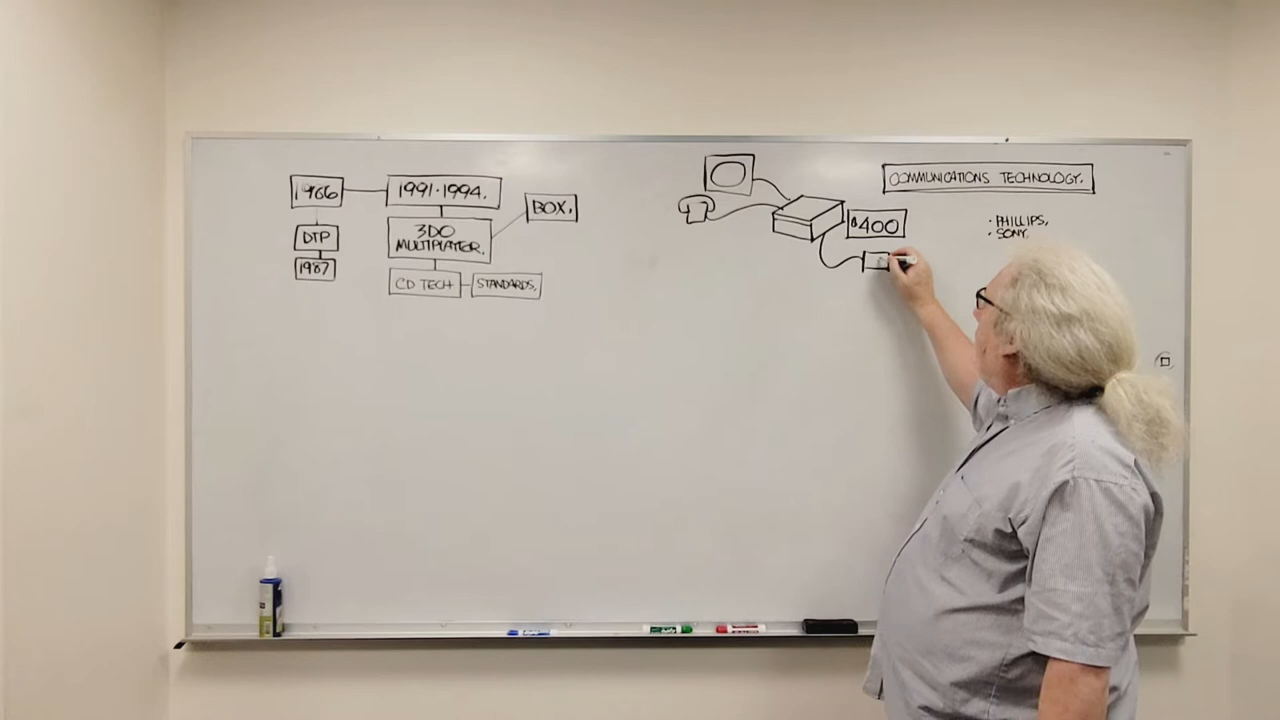 1966
1991-1994.
DTP
1987
3DO
MULTIPLAYER.
BOX.
CD TECH
STANDARDS.
$400
COMMUNICATIONS TECHNOLOGY.
· PHILLIPS,
· SONY,